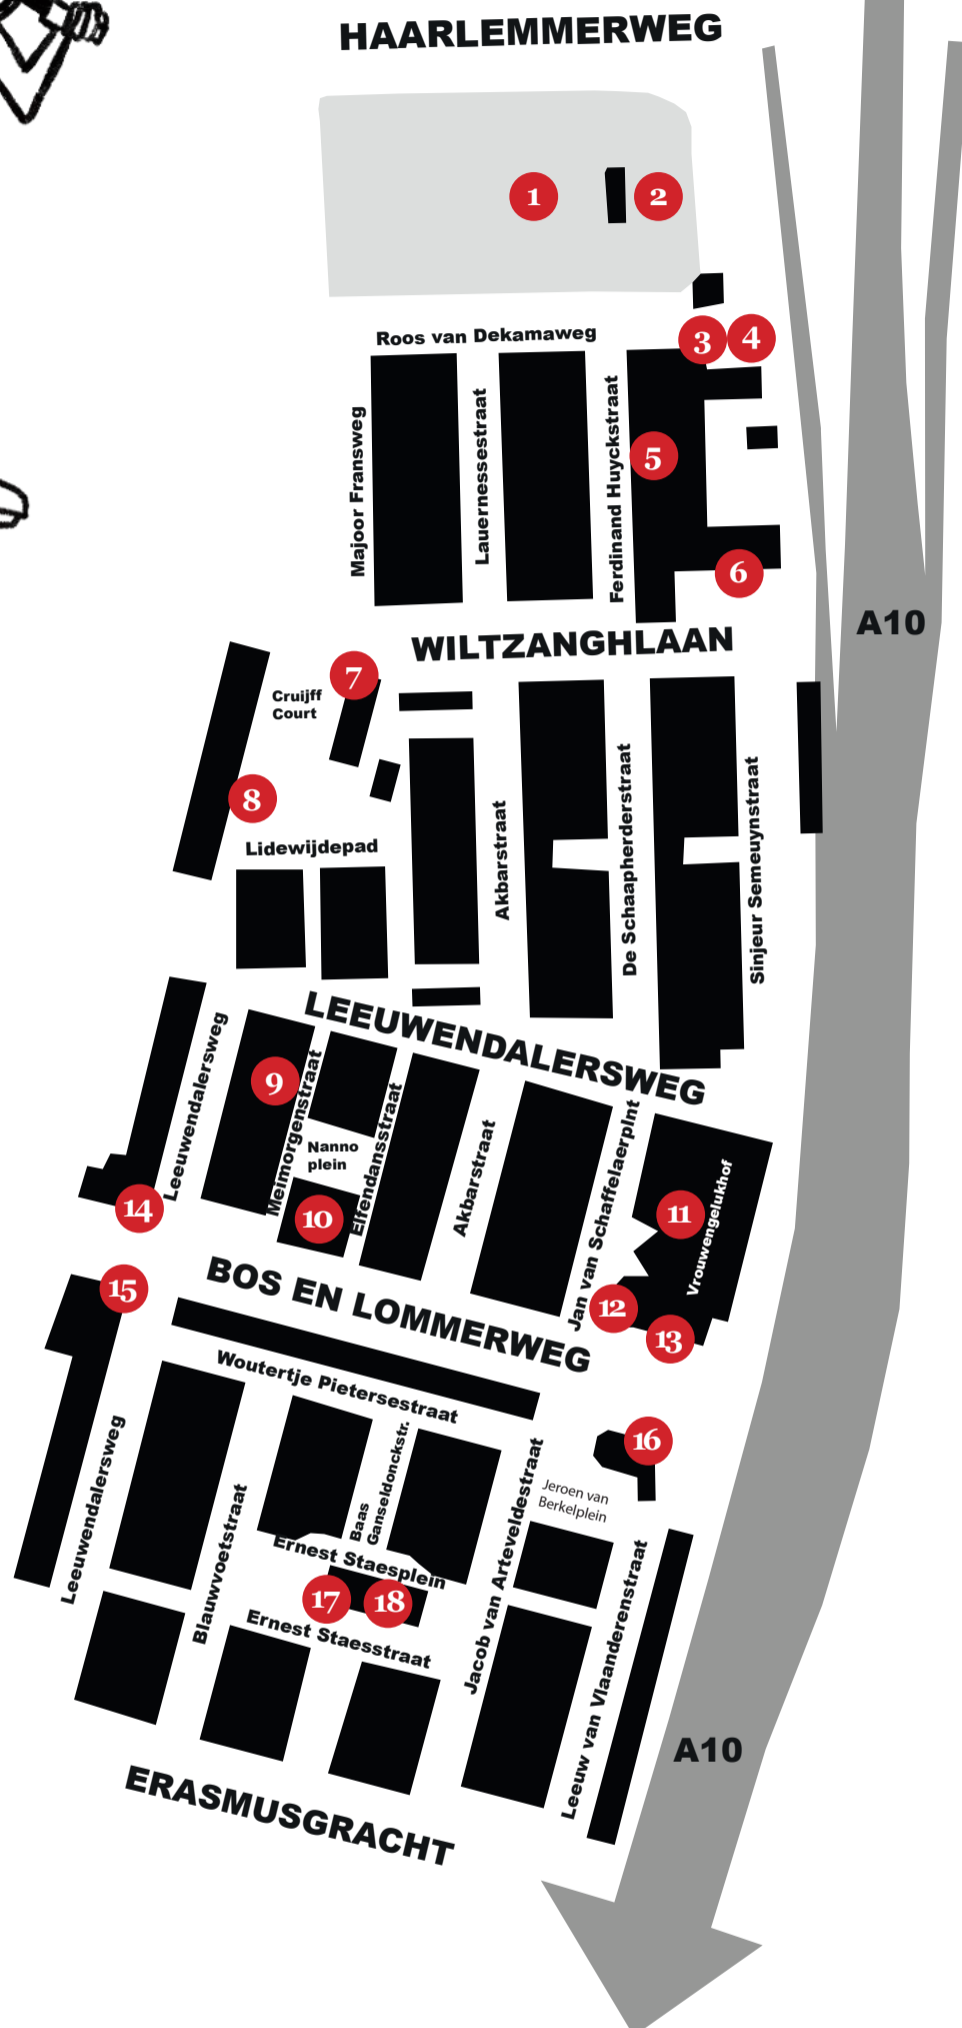 HAARLEMMERWEG
1
2
Roos van Dekamaweg
3
4
Majoor Fransweg
Lauernessestraat
Ferdinand Huyckstraat
5
6
A10
WILTZANGHLAAN
7
Cruijff
Court
8
Lidewijdepad
Akbarstraat
De Schaapherderstraat
Sinjeur Semeuynstraat
LEEUWENDALERSWEG
Leeuwendalersweg
9
Meimorgenstraat
Nanno
plein
Elfendansstraat
10
Akbarstraat
Jan van Schaffelaerplnt
11
Vrouwengelukhof
12
13
14
15
BOS EN LOMMERWEG
Woutertje Pietersestraat
Leeuwendalersweg
Blauwvoetstraat
Baas
Ganseldonckstr.
Ernest Staesplein
17
18
Ernest Staesstraat
Jacob van Arteveldestraat
16
Jeroen van
Berkelplein
Leeuw van Vlaanderenstraat
A10
ERASMUSGRACHT